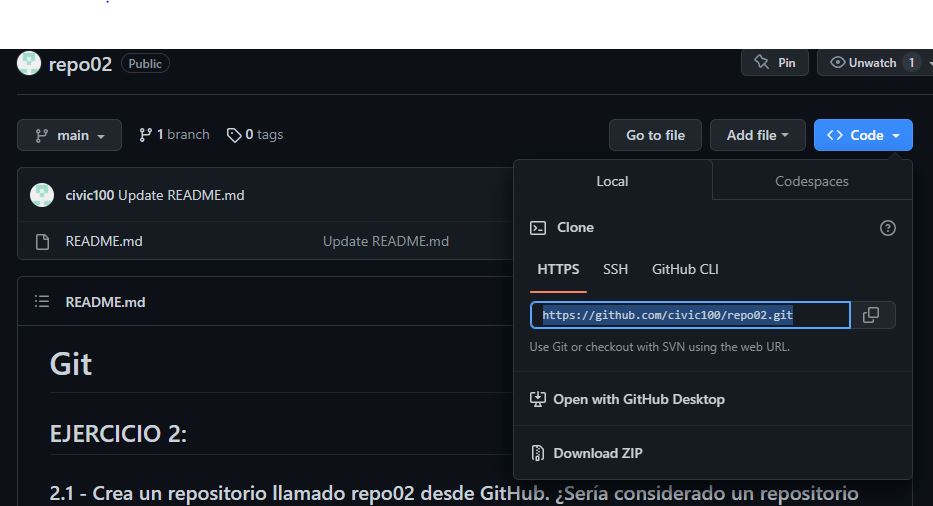 repo02 Public
Pin
Unwatch 1
main
1 branch
0 tags
Go to file
Add file
Code
civic100 Update README.md
README.md Update README.md
README.md
Git
EJERCICIO 2:
2.1 - Crea un repositorio llamado repo02 desde GitHub. ¿Sería considerado un repositorio
Local
Codespaces
Clone
HTTPS SSH GitHub CLI
https://github.com/civic100/repo02.git
Use Git or checkout with SVN using the web URL.
Open with GitHub Desktop
Download ZIP